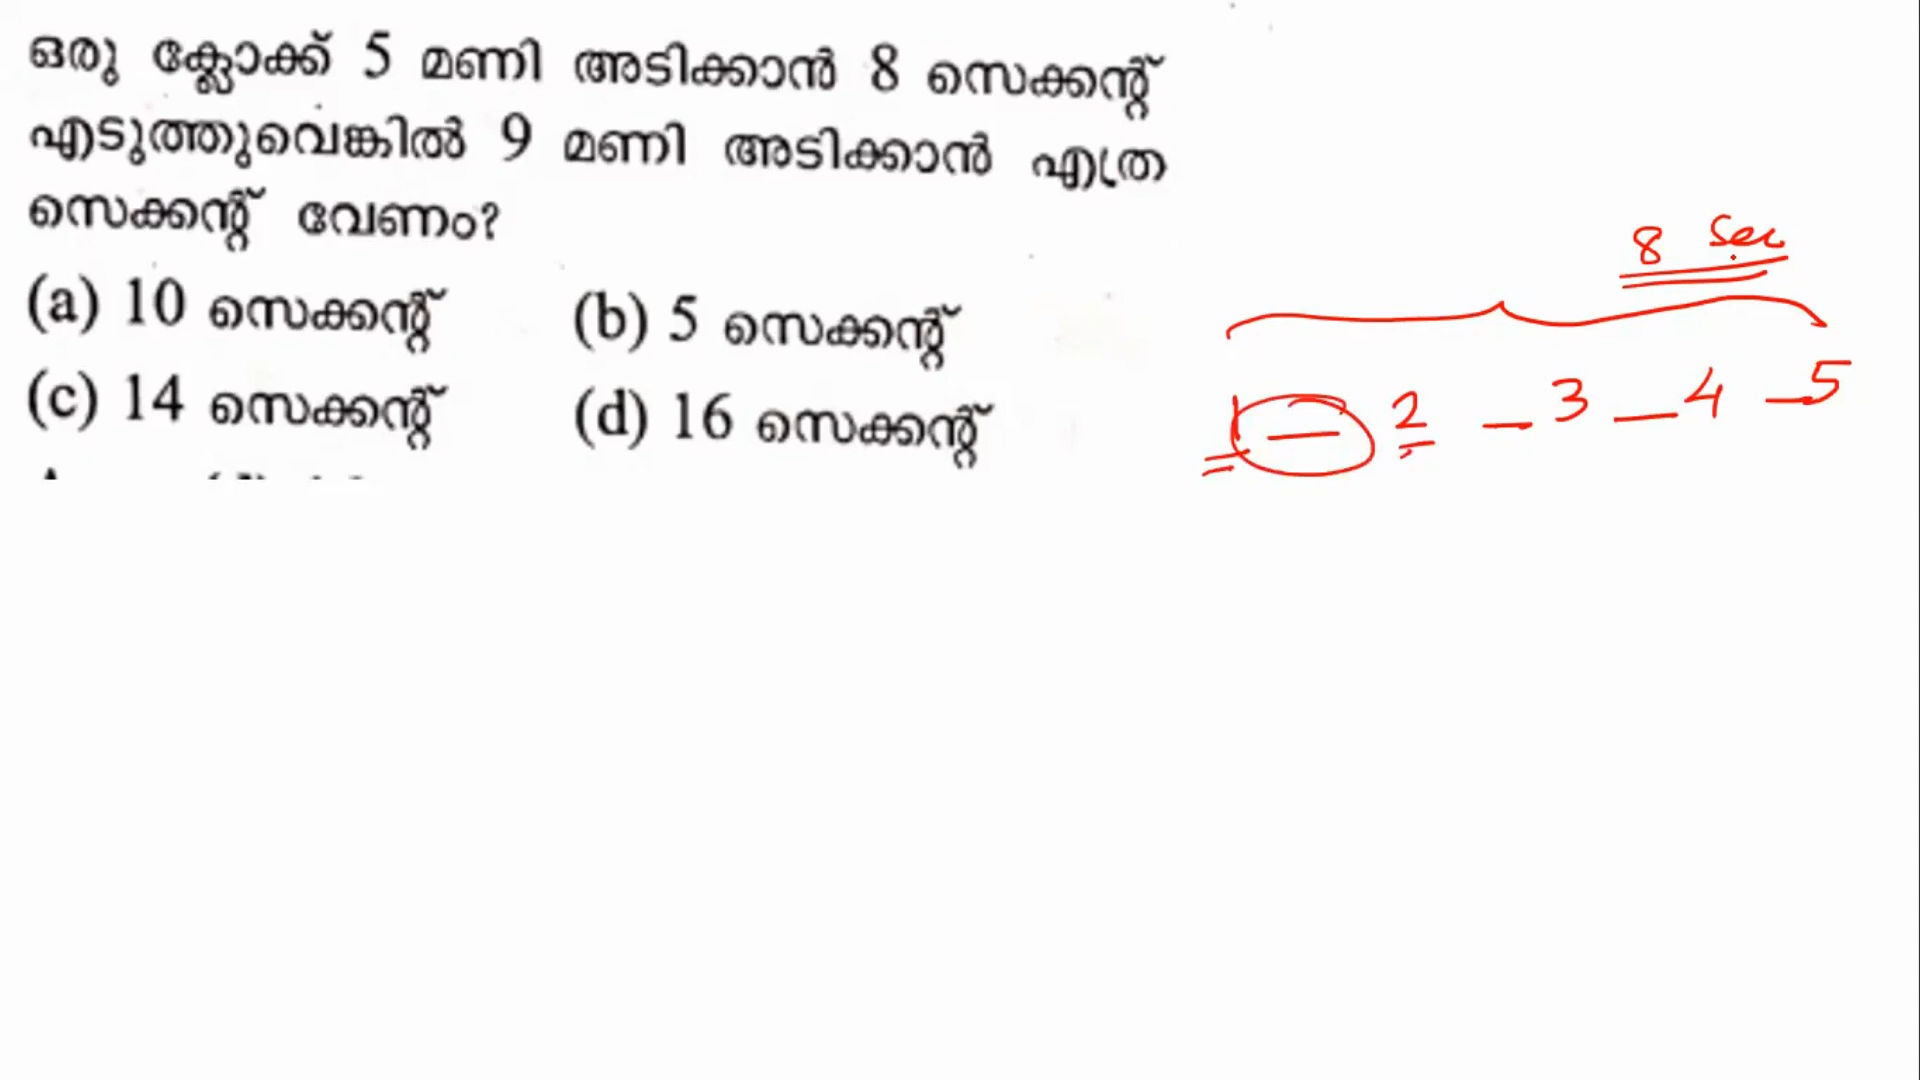 ഒരു ക്ലോക്ക് 5 മണി അടിക്കാൻ 8 സെക്കന്റ്
എടുത്തുവെങ്കിൽ 9 മണി അടിക്കാൻ എത്ര
സെക്കന്റ് വേണം?
(a) 10 സെക്കന്റ് (b) 5 സെക്കന്റ്
(c) 14 സെക്കന്റ് (d) 16 സെക്കന്റ്
8 Sec
1 — 2 — 3 — 4 — 5